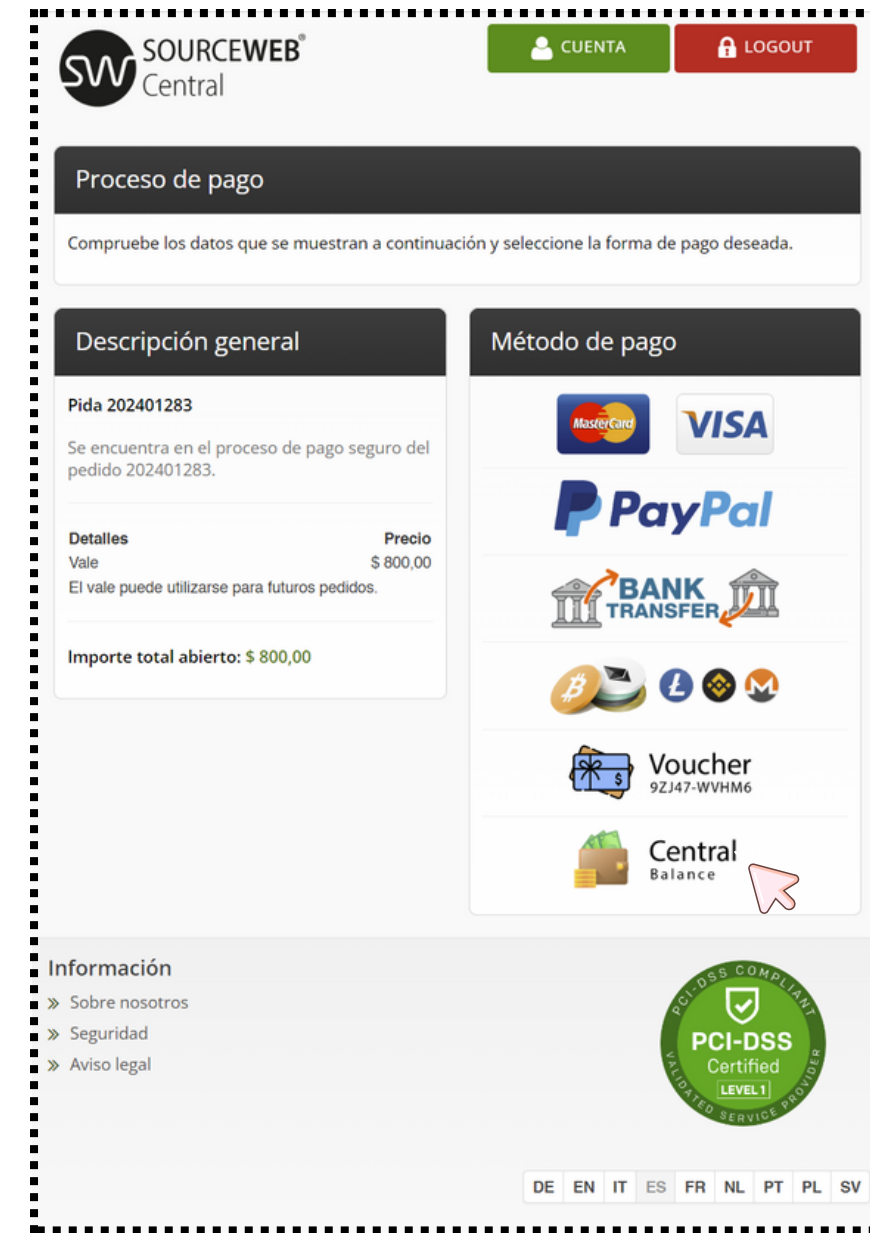 SW SOURCEWEB®
Central
CUENTA
LOGOUT
Proceso de pago
Compruebe los datos que se muestran a continuación y seleccione la forma de pago deseada.
Descripción general
Pida 202401283
Se encuentra en el proceso de pago seguro del
pedido 202401283.
Detalles Precio
Vale $ 800,00
El vale puede utilizarse para futuros pedidos.
Importe total abierto: $ 800,00
Método de pago
MasterCard VISA
PayPal
BANK
TRANSFER
Voucher
9ZJ47-WVHM6
Central
Balance
Información
» Sobre nosotros
» Seguridad
» Aviso legal
PCI-DSS COMPLIANT
PCI-DSS
Certified
LEVEL 1
VALIDATED SERVICE PROVIDER
DE EN IT ES FR NL PT PL SV